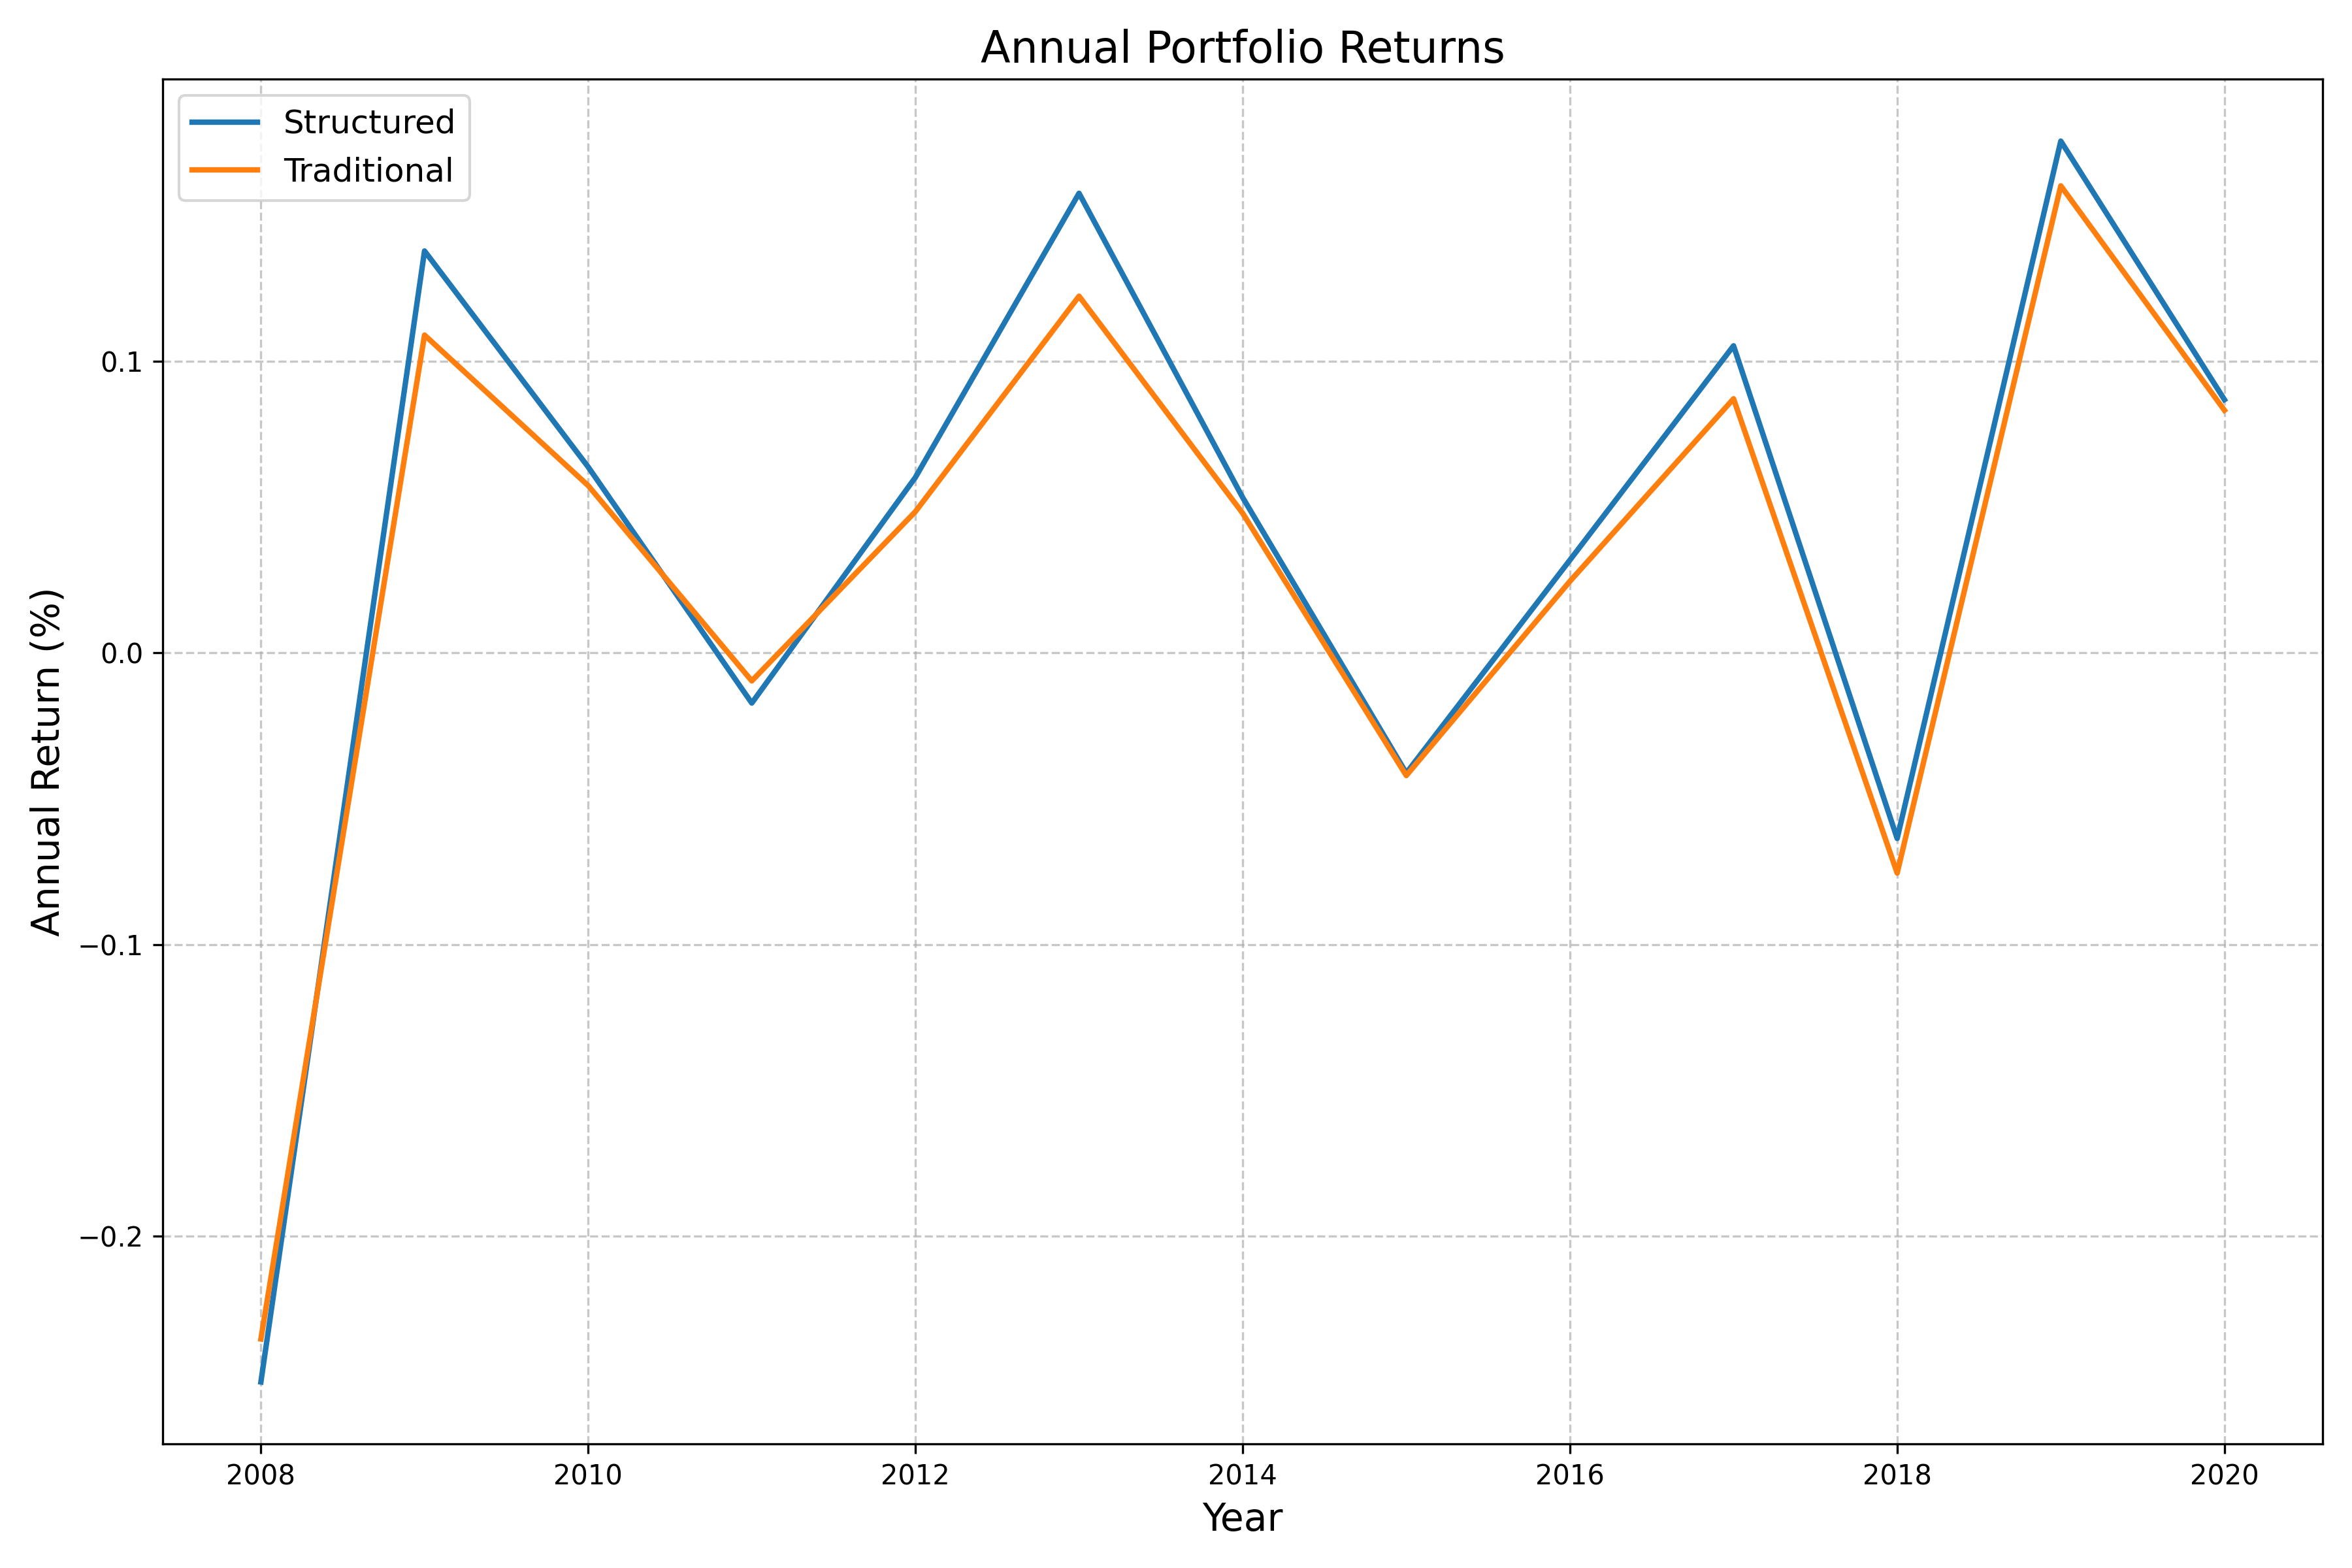 Annual Portfolio Returns
Structured
Traditional
Annual Return (%)
0.1
0.0
−0.1
−0.2
2008 2010 2012 2014 2016 2018 2020
Year